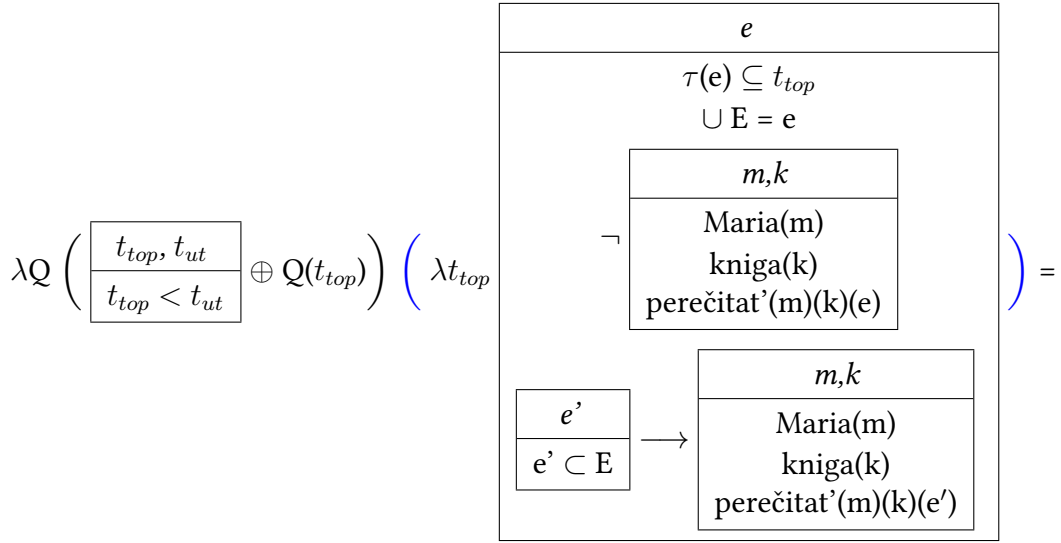 e
τ(e) ⊆ t_top
∪ E = e
¬
m,k
Maria(m)
kniga(k)
perečitat'(m)(k)(e)
λQ ( t_top, t_ut
t_top < t_ut ⊕ Q(t_top) ) ( λt_top ) =
e’
e’ ⊂ E
⟶
m,k
Maria(m)
kniga(k)
perečitat'(m)(k)(e′)